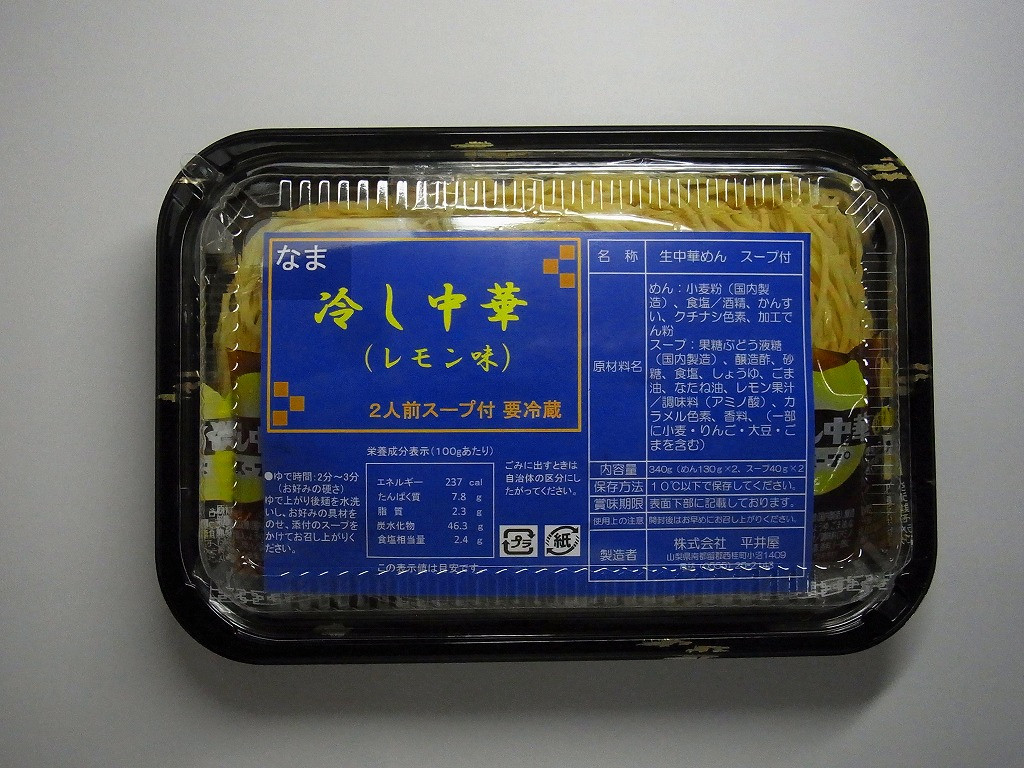 なま
冷し中華
(レモン味)
2人前スープ付 要冷蔵
●ゆで時間:2分~3分
(お好みの硬さ)
ゆで上がり後麺を水洗
いし、お好みの具材を
のせ、添付のスープを
かけてお召し上がりく
ださい。
栄養成分表示(100gあたり)
エネルギー 237 cal
たんぱく質 7.8 g
脂 質 2.3 g
炭水化物 46.3 g
食塩相当量 2.4 g
この表示値は目安です。
ごみに出すときは
自治体の区分にし
たがってください。
プラ
紙
名 称 生中華めん スープ付
原材料名
めん:小麦粉(国内製
造)、食塩/酒精、かんす
い、クチナシ色素、加工で
ん粉
スープ:果糖ぶどう液糖
(国内製造)、醸造酢、砂
糖、食塩、しょうゆ、ごま
油、なたね油、レモン果汁
/調味料(アミノ酸)、カ
ラメル色素、香料、(一部
に小麦・りんご・大豆・ご
まを含む)
内容量 340g(めん130g×2、スープ40g×2
保存方法 10℃以下で保存してください。
賞味期限 表面下部に記載しております。
使用上の注意 開封後はお早めにお召し上がりください。
製造者 株式会社 平井屋
山梨県南都留郡西桂町小沼1409
し中華